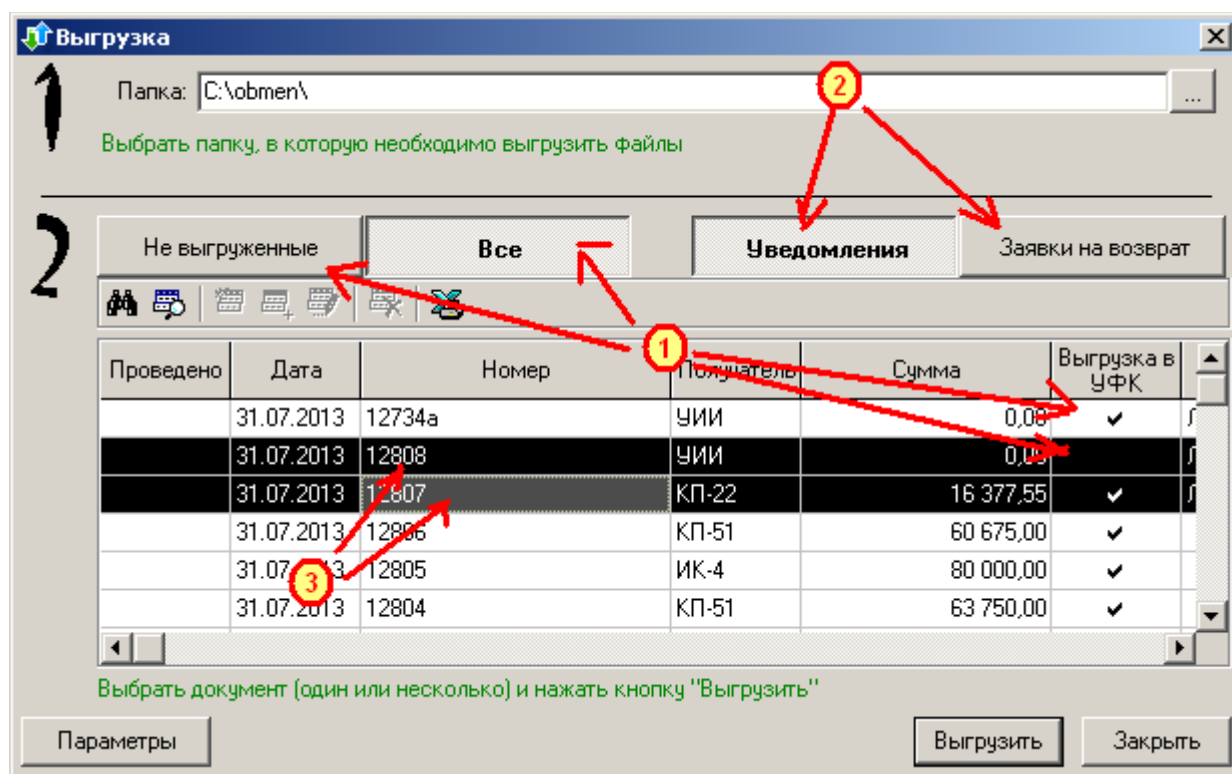 Выгрузка
1
Папка: C:\obmen\ ...
2
Выбрать папку, в которую необходимо выгрузить файлы
2
Не выгруженные Все Уведомления Заявки на возврат
1
Проведено Дата Номер Получатель Сумма Выгрузка в УФК
31.07.2013 12734а УИИ 0,08
31.07.2013 12808 УИИ
31.07.2013 12807 КП-22 16 377,55
31.07.2013 12806 КП-51 60 675,00
12805 ИК-4 80 000,00
3
31.07.2013 12804 КП-51 63 750,00
Выбрать документ (один или несколько) и нажать кнопку "Выгрузить"
Параметры Выгрузить Закрыть